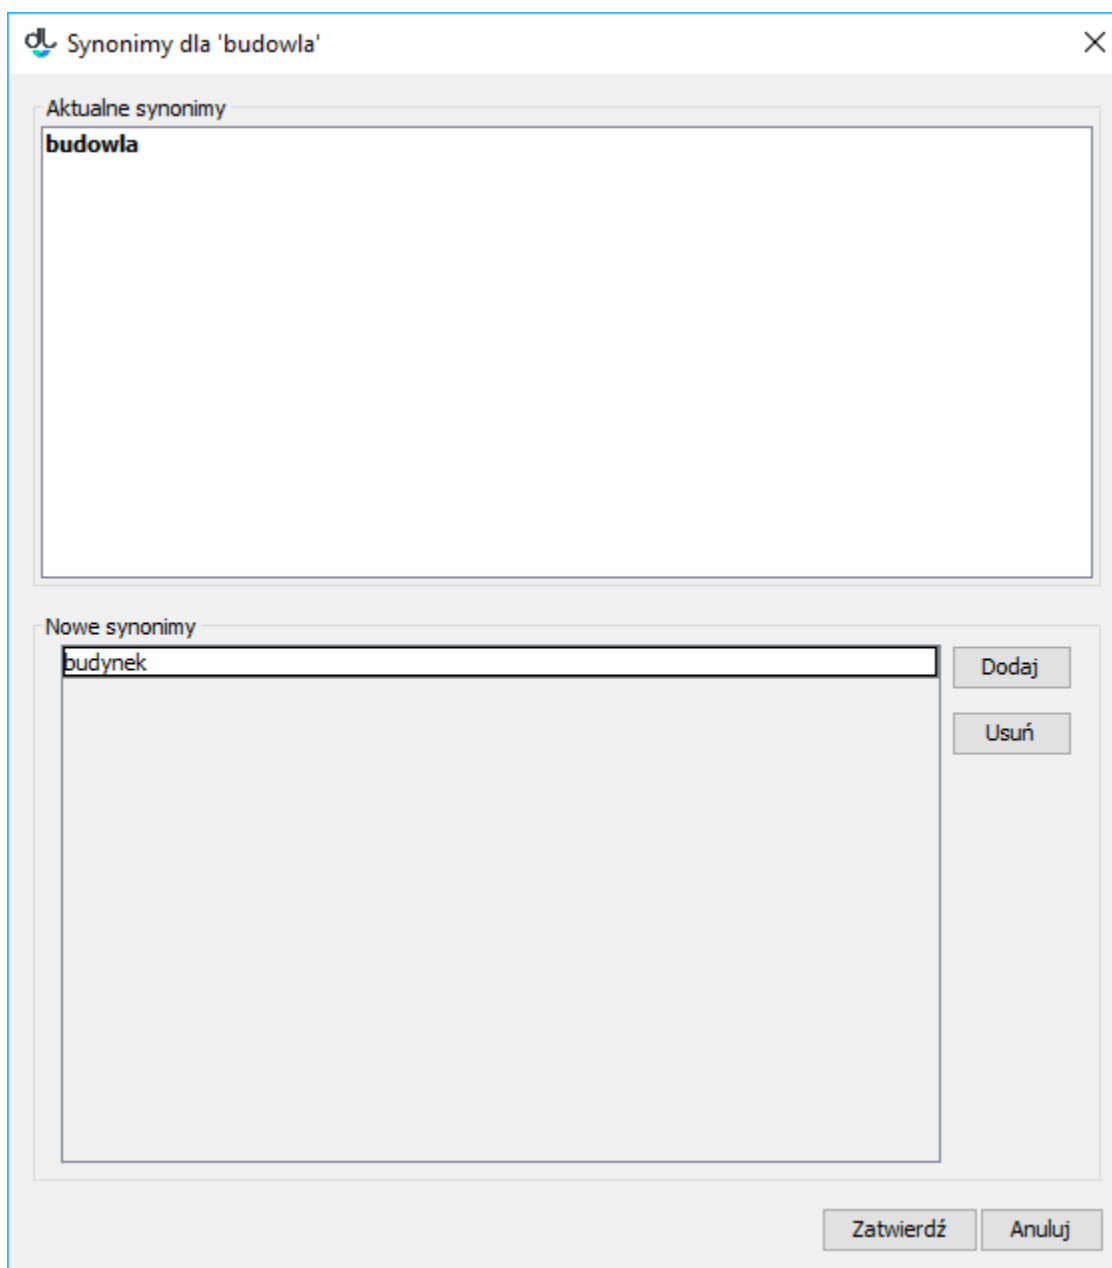 Synonimy dla 'budowla'
Aktualne synonimy
budowla
Nowe synonimy
budynek
Dodaj
Usuń
Zatwierdź
Anuluj